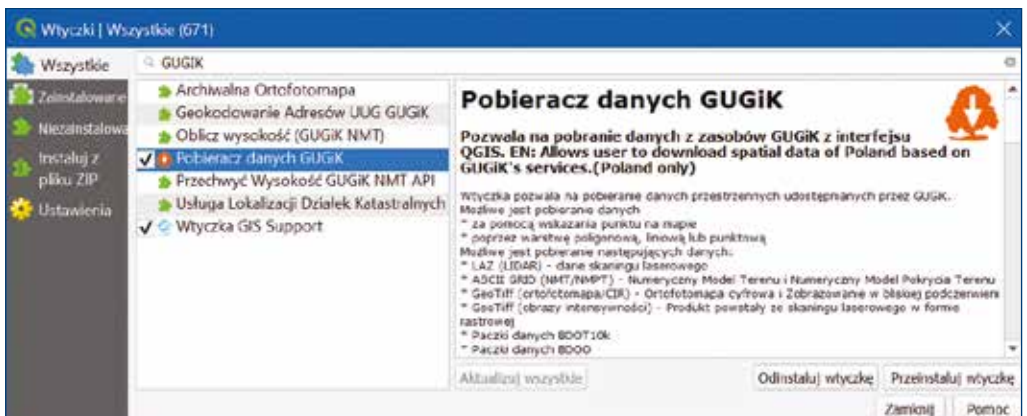 Wtyczki | Wszystkie (671)
GUGIK
Wszystkie
Zainstalowane
Niezainstalowa
Instaluj z
pliku ZIP
Ustawienia
Archiwalna Ortofotomapa
Geokodowanie Adresów UUG GUGiK
Oblicz wysokość (GUGiK NMT)
Pobieracz danych GUGiK
Przechwyć Wysokość GUGiK NMT API
Usługa Lokalizacji Działek Katastralnych
Wtyczka GIS Support
Pobieracz danych GUGiK
Pozwala na pobranie danych z zasobów GUGiK z interfejsu
QGIS. EN: Allows user to download spatial data of Poland based on
GUGiK's services.(Poland only)
Wtyczka pozwala na pobieranie danych przestrzennych udostępnianych przez GUGiK.
Możliwe jest pobieranie danych
* za pomocą wskazania punktu na mapie
* poprzez warstwę poligonową, liniową lub punktową
Możliwe jest pobieranie następujących danych:
* LAZ (LIDAR) - dane skaningu laserowego
* ASCII GRID (NMT/NMPT) - Numeryczny Model Terenu i Numeryczny Model Pokrycia Terenu
* GeoTiff (ortofotomapa/CIR) - Ortofotomapa cyfrowa i Zobrazowanie w bliskiej podczerwieni
* GeoTiff (obrazy intensywności) - Produkt powstały ze skaningu laserowego w formie
rastrowej
* Paczki danych BDOT10k
* Paczki danych BDOO
Aktualizuj wszystkie
Odinstaluj wtyczkę
Przeinstaluj wtyczkę
Zamknij
Pomoc